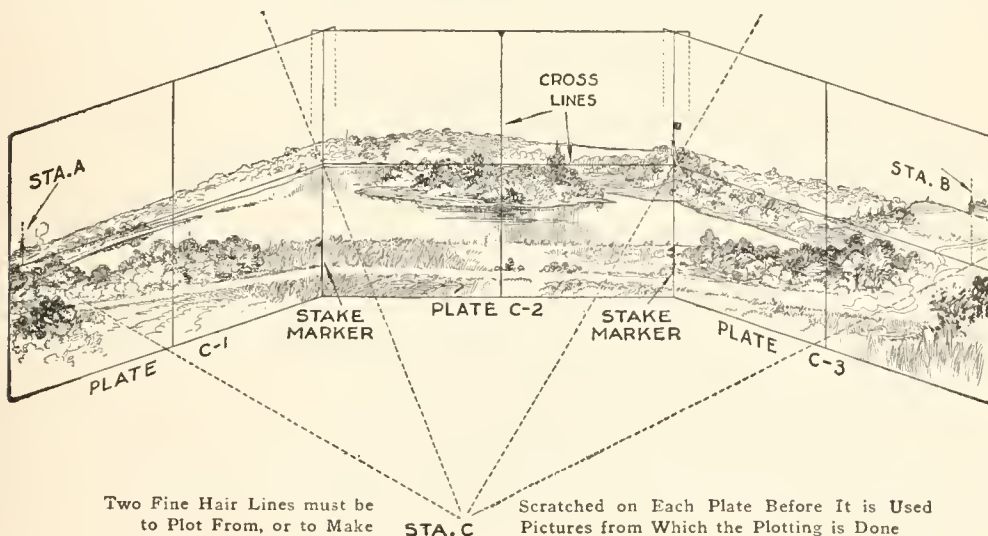 CROSS
LINES
STA. A
STA. B
STAKE
MARKER
PLATE C-2
STAKE
MARKER
PLATE C-1
PLATE C-3
Two Fine Hair Lines must be Scratched on Each Plate Before It is Used
to Plot From, or to Make Pictures from Which the Plotting is Done
STA. C